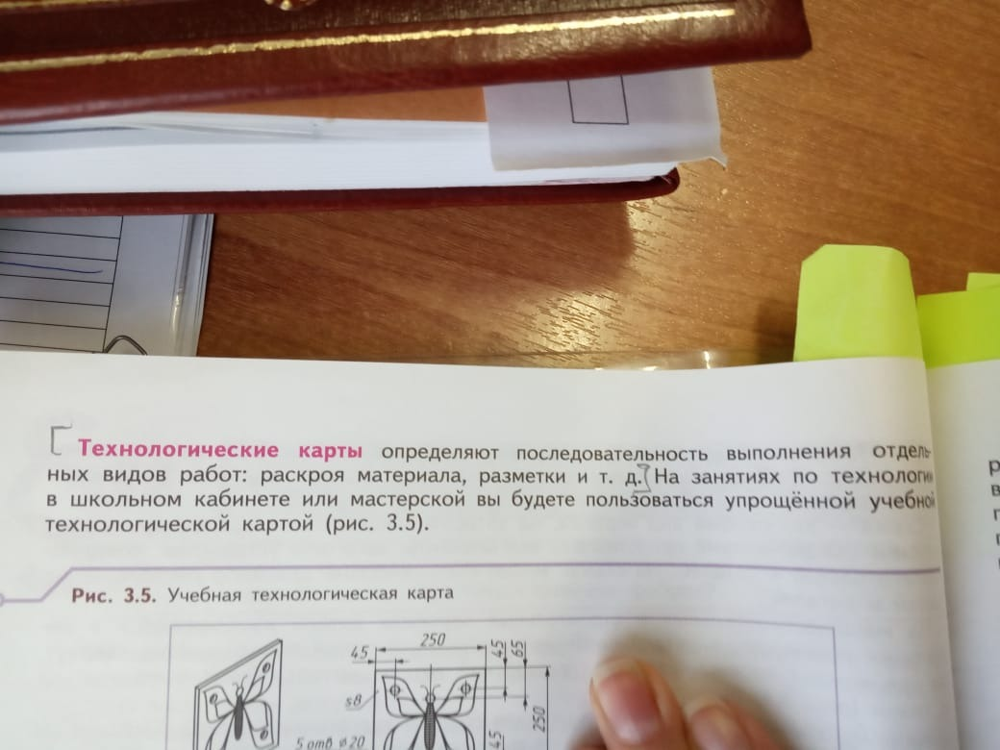 Технологические карты определяют последовательность выполнения отдель-
ных видов работ: раскроя материала, разметки и т. д. На занятиях по технологии
в школьном кабинете или мастерской вы будете пользоваться упрощённой учебной
технологической картой (рис. 3.5).
Рис. 3.5. Учебная технологическая карта
250
45
45
65
s8
250
5 отв ⌀20
45